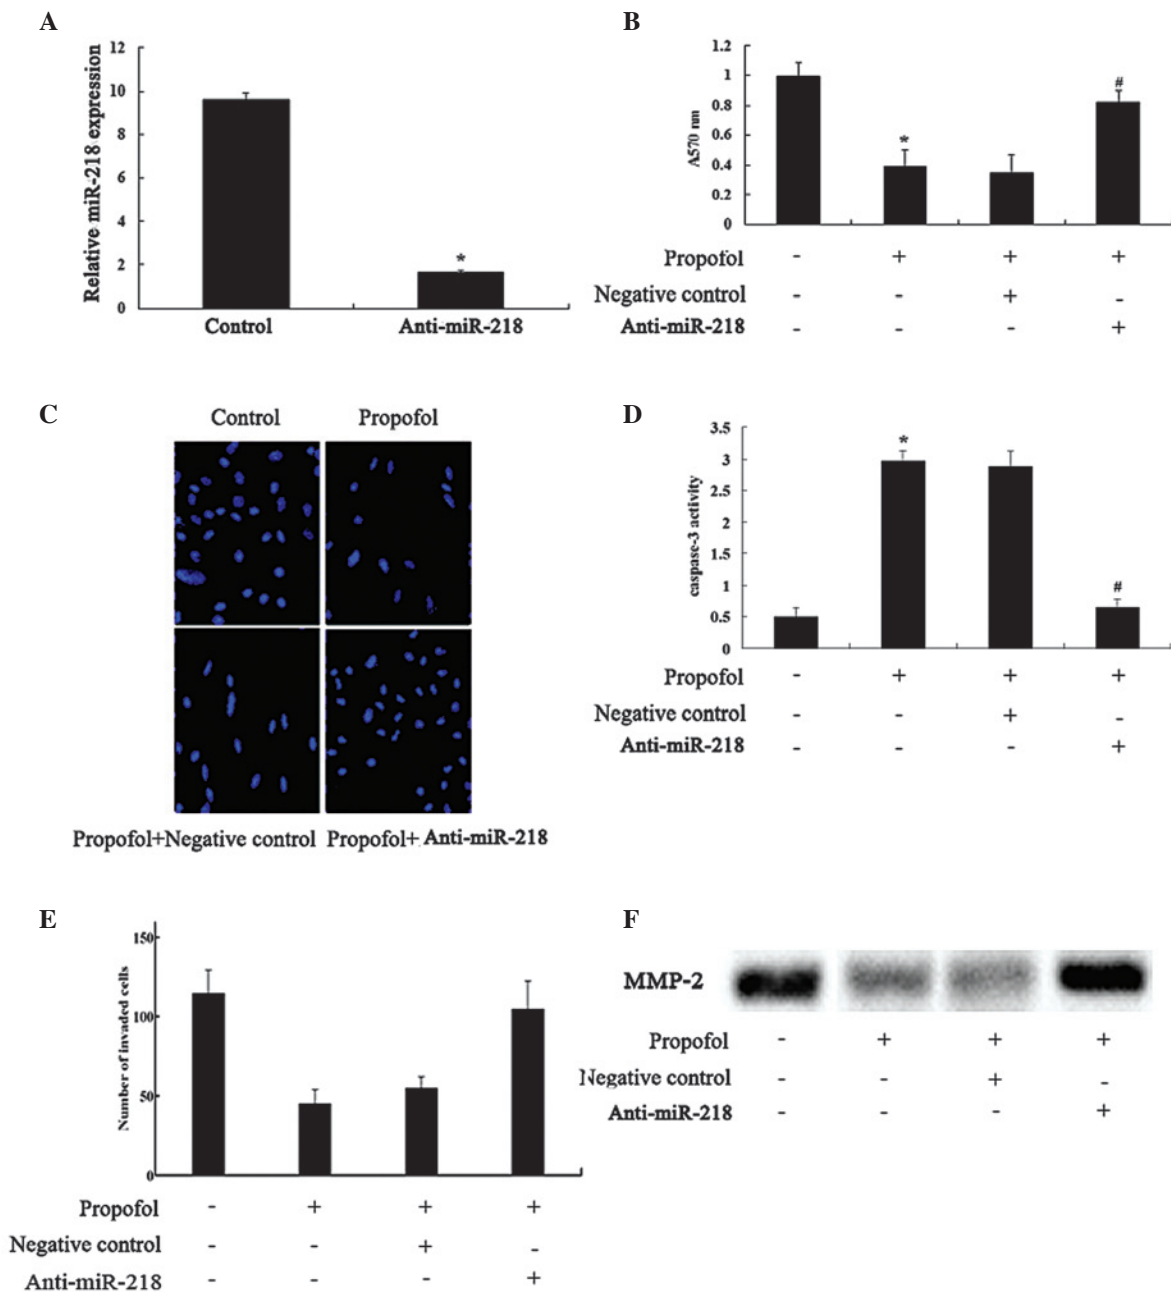 A
Relative miR-218 expression
12
10
8
6
4
2
0
*
Control Anti-miR-218
B
A570 nm
1.2
1
0.8
0.6
0.4
0.2
0
*
#
Propofol - + + +
Negative control - - + -
Anti-miR-218 - - - +
C
Control Propofol
Propofol+Negative control Propofol+ Anti-miR-218
D
caspase-3 activity
3.5
3
2.5
2
1.5
1
0.5
0
*
#
Propofol - + + +
Negative control - - + -
Anti-miR-218 - - - +
E
Number of invaded cells
150
100
50
0
Propofol - + + +
Negative control - - + -
Anti-miR-218 - - - +
F
MMP-2
Propofol - + + +
Negative control - - + -
Anti-miR-218 - - - +